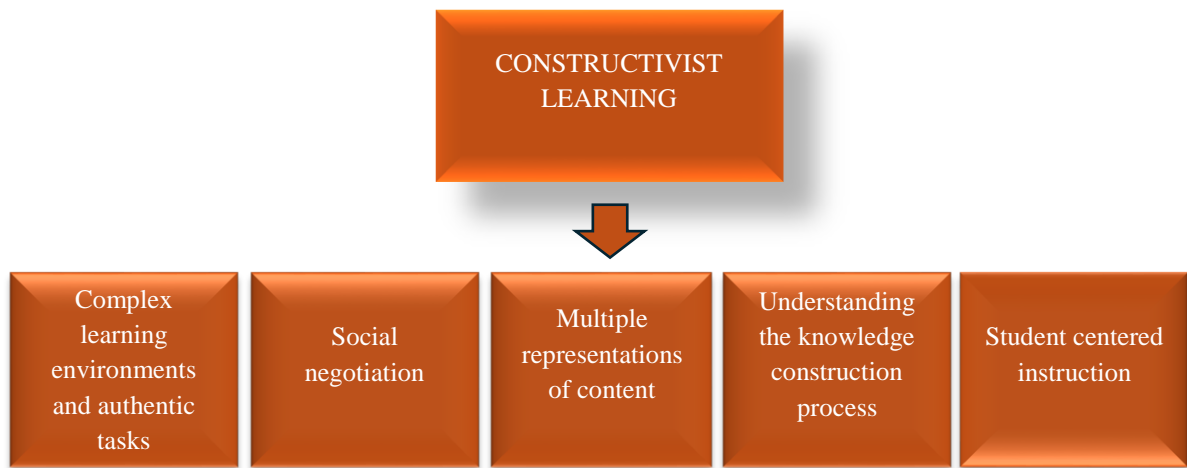 CONSTRUCTIVIST
LEARNING
Complex
learning
environments
and authentic
tasks
Social
negotiation
Multiple
representations
of content
Understanding
the knowledge
construction
process
Student centered
instruction